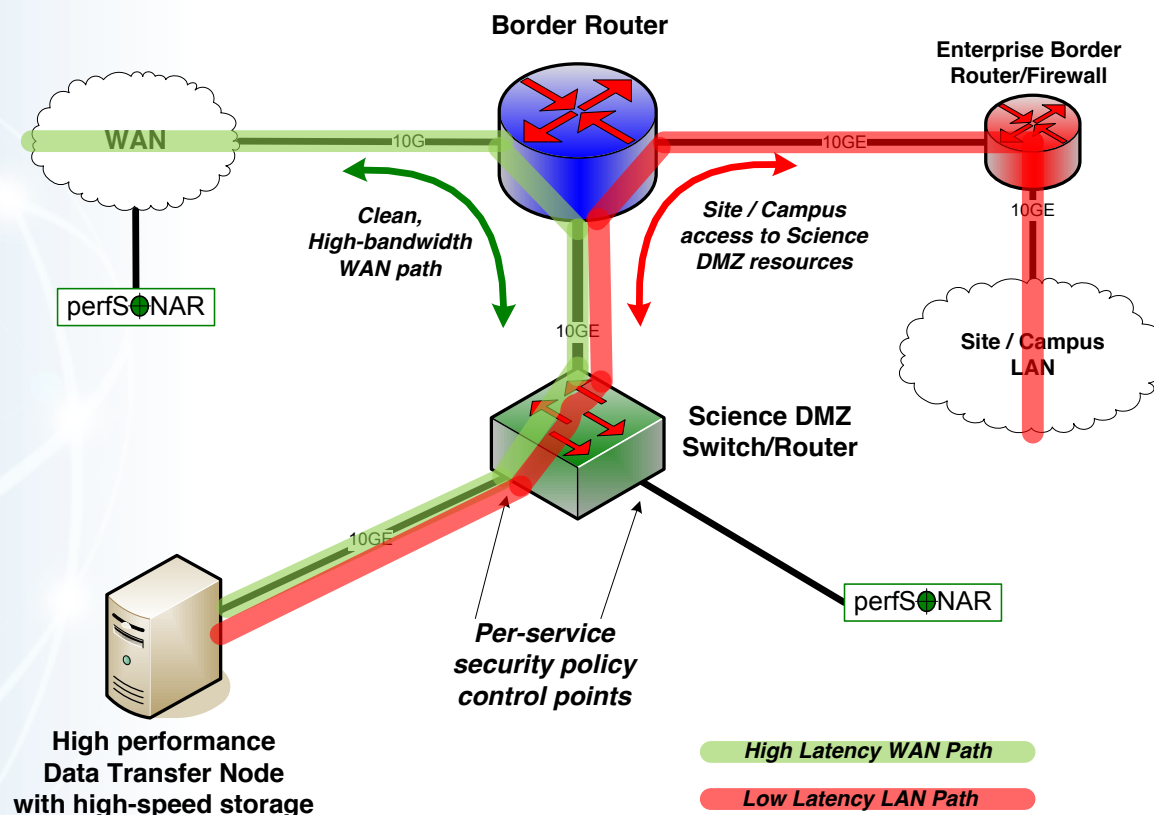 Border Router
Enterprise Border
Router/Firewall
WAN
10G
10GE
10GE
Clean,
High-bandwidth
WAN path
Site / Campus
access to Science
DMZ resources
perfSONAR
10GE
Site / Campus
LAN
Science DMZ
Switch/Router
10GE
perfSONAR
Per-service
security policy
control points
High performance
Data Transfer Node
with high-speed storage
High Latency WAN Path
Low Latency LAN Path